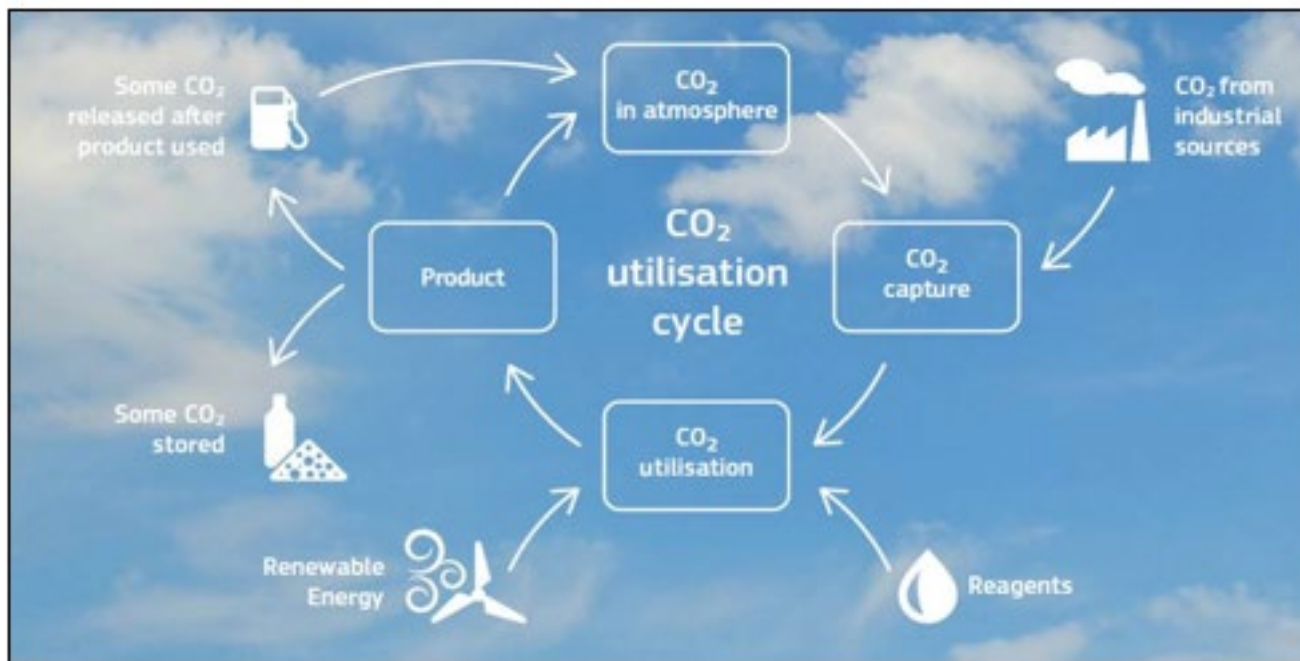 Some CO₂
released after
product used
CO₂
in atmosphere
CO₂ from
industrial
sources
Product
CO₂
utilisation
cycle
CO₂
capture
Some CO₂
stored
CO₂
utilisation
Renewable
Energy
Reagents